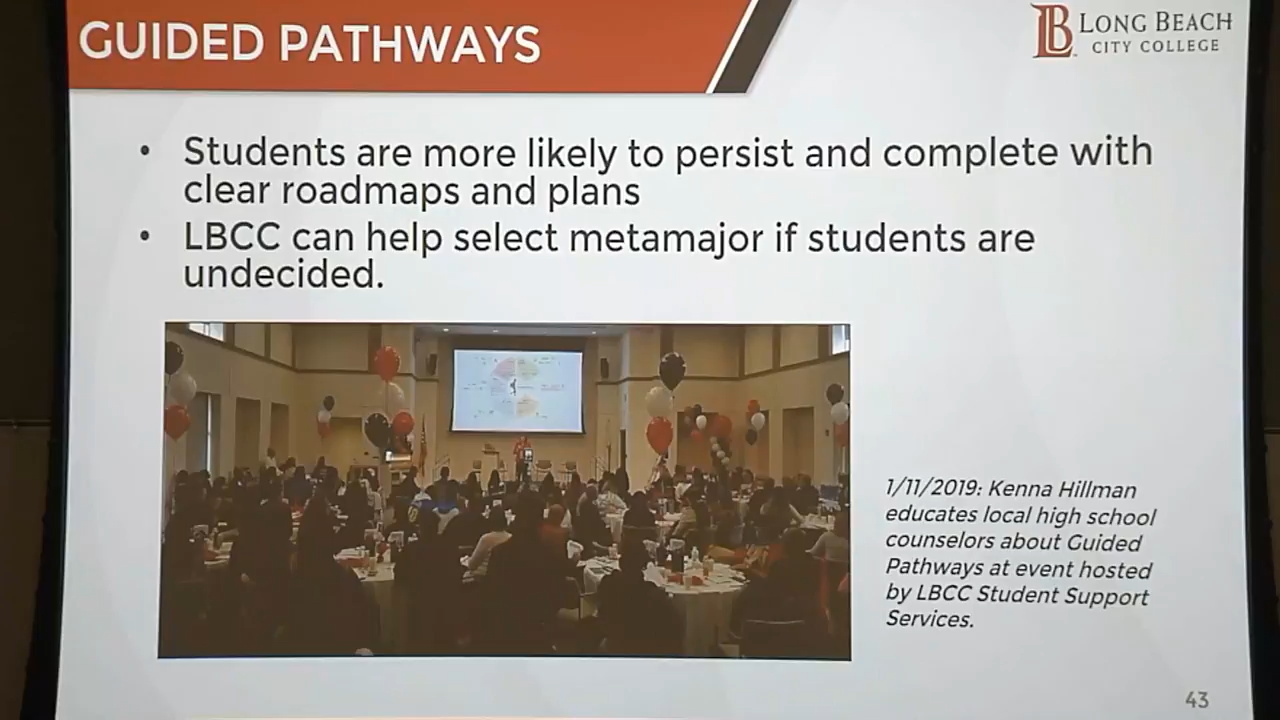 GUIDED PATHWAYS
LB LONG BEACH
CITY COLLEGE
• Students are more likely to persist and complete with
clear roadmaps and plans
• LBCC can help select metamajor if students are
undecided.
1/11/2019: Kenna Hillman
educates local high school
counselors about Guided
Pathways at event hosted
by LBCC Student Support
Services.
43